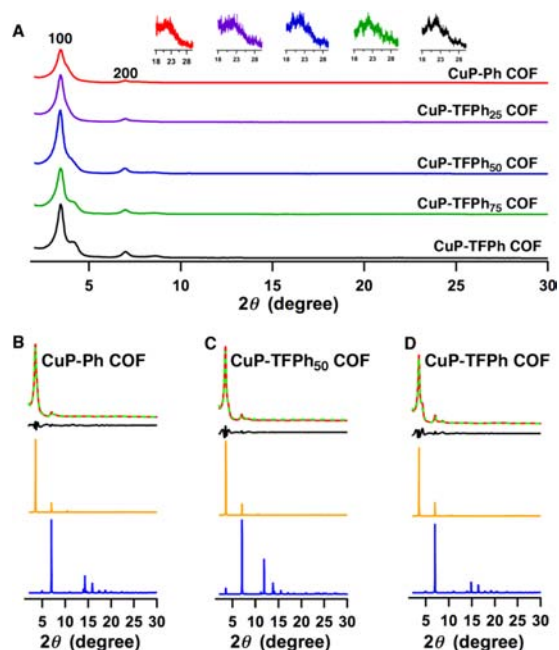 A
100
200
18 23 28
18 23 28
18 23 28
18 23 28
18 23 28
CuP-Ph COF
CuP-TFPh25 COF
CuP-TFPh50 COF
CuP-TFPh75 COF
CuP-TFPh COF
5 10 15 20 25 30
2θ (degree)
B CuP-Ph COF
C CuP-TFPh50 COF
D CuP-TFPh COF
5 10 15 20 25 30
5 10 15 20 25 30
5 10 15 20 25 30
2θ (degree)
2θ (degree)
2θ (degree)